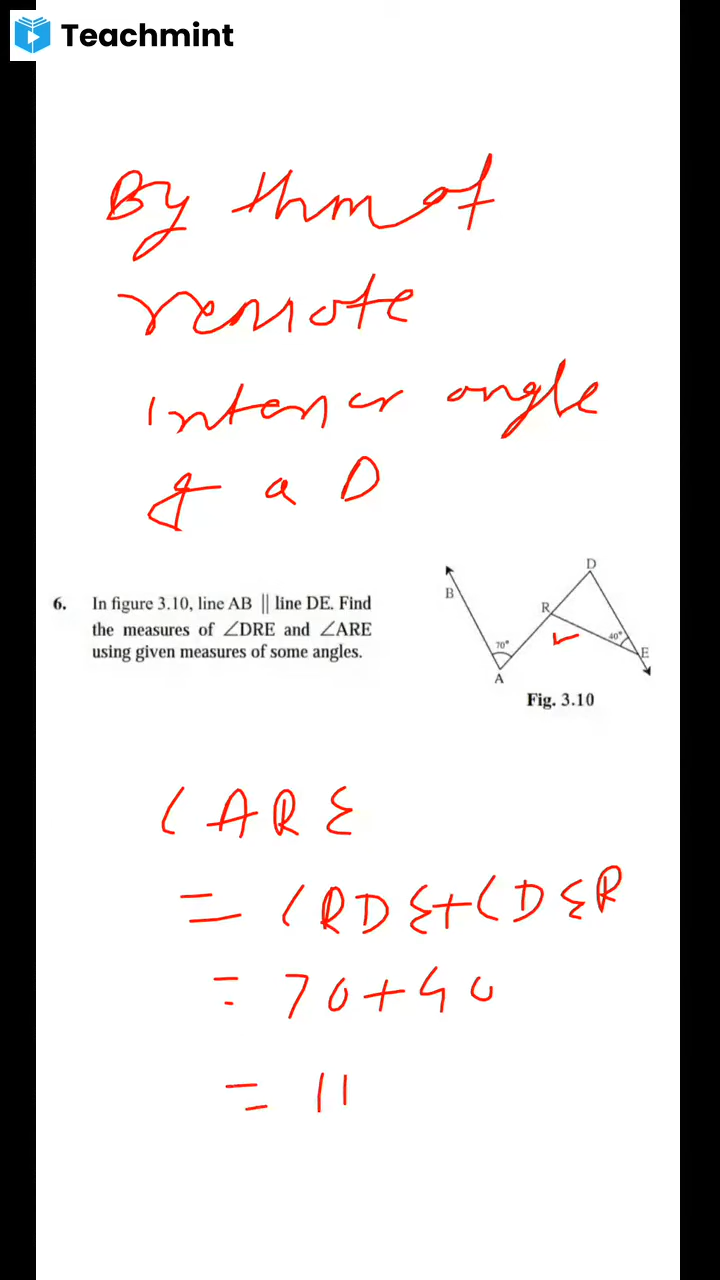 Teachmint
By thm of
remote
interior angle
of a D
6. In figure 3.10, line AB || line DE. Find
the measures of ∠DRE and ∠ARE
using given measures of some angles.
D
B
R
70°
40°
E
A
Fig. 3.10
∠ARE
= ∠RDE+∠DER
= 70+40
= 11